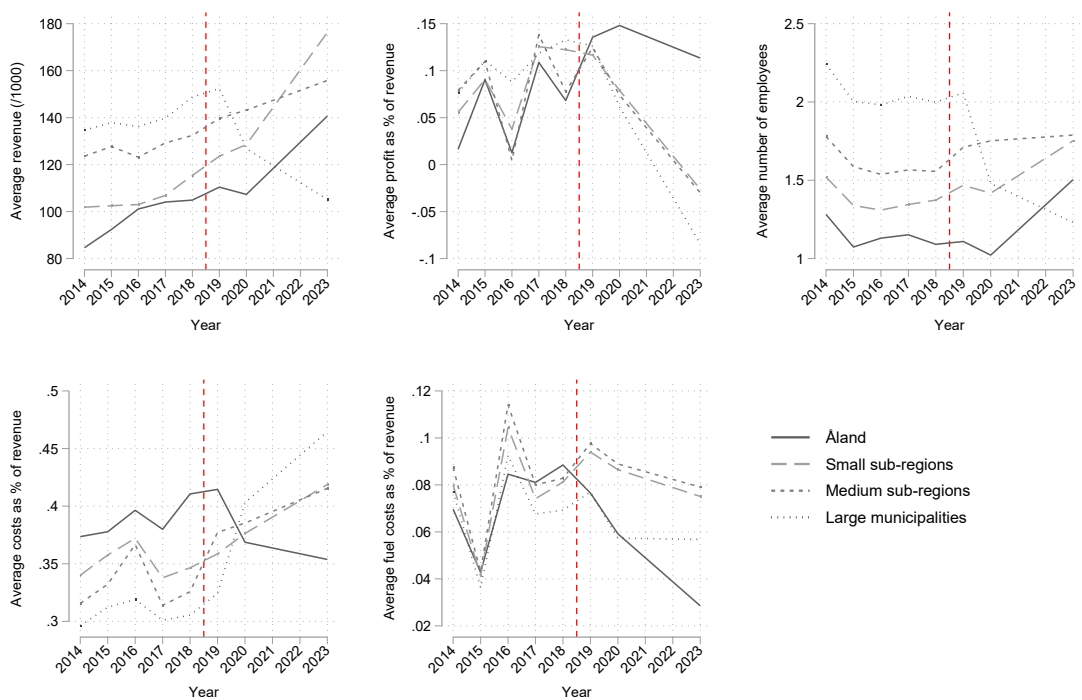 Average revenue (/1000)
180
160
140
120
100
80
2014 2015 2016 2017 2018 2019 2020 2021 2022 2023
Year
Average profit as % of revenue
.15
.1
.05
0
-.05
-.1
2014 2015 2016 2017 2018 2019 2020 2021 2022 2023
Year
Average number of employees
2.5
2
1.5
1
2014 2015 2016 2017 2018 2019 2020 2021 2022 2023
Year
Average costs as % of revenue
.5
.45
.4
.35
.3
2014 2015 2016 2017 2018 2019 2020 2021 2022 2023
Year
Average fuel costs as % of revenue
.12
.1
.08
.06
.04
.02
2014 2015 2016 2017 2018 2019 2020 2021 2022 2023
Year
Åland
Small sub-regions
Medium sub-regions
Large municipalities